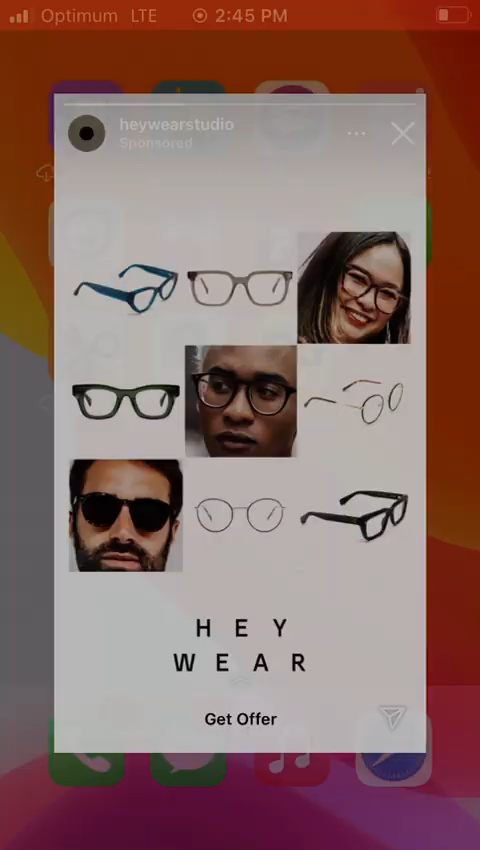 Optimum LTE 2:45 PM
heywearstudio
Sponsored
HEY
WEAR
Get Offer